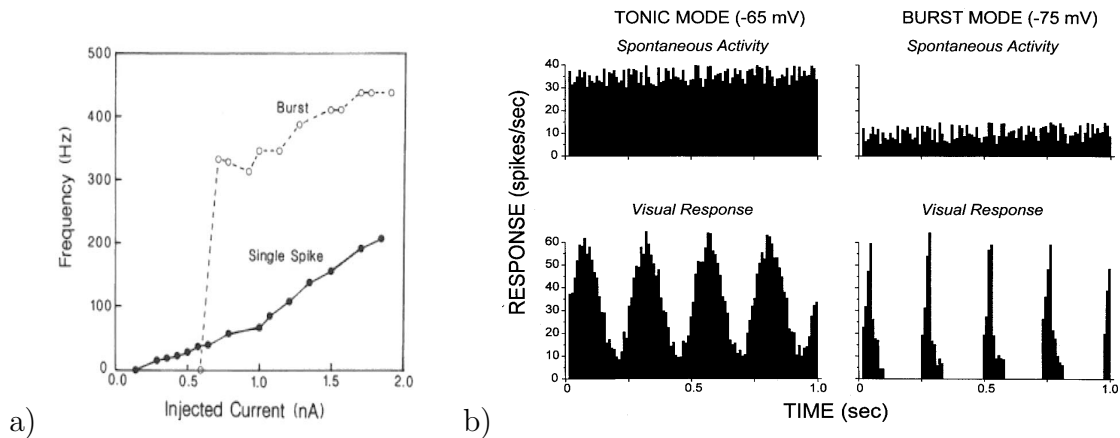 500
400
300
200
100
0
Frequency (Hz)
Burst
Single Spike
0.0 0.5 1.0 1.5 2.0
Injected Current (nA)
a)
TONIC MODE (-65 mV)
Spontaneous Activity
BURST MODE (-75 mV)
Spontaneous Activity
40
30
20
10
0
RESPONSE (spikes/sec)
Visual Response
Visual Response
60
50
40
30
20
10
0
0 0.5 1.0
0 0.5 1.0
TIME (sec)
b)